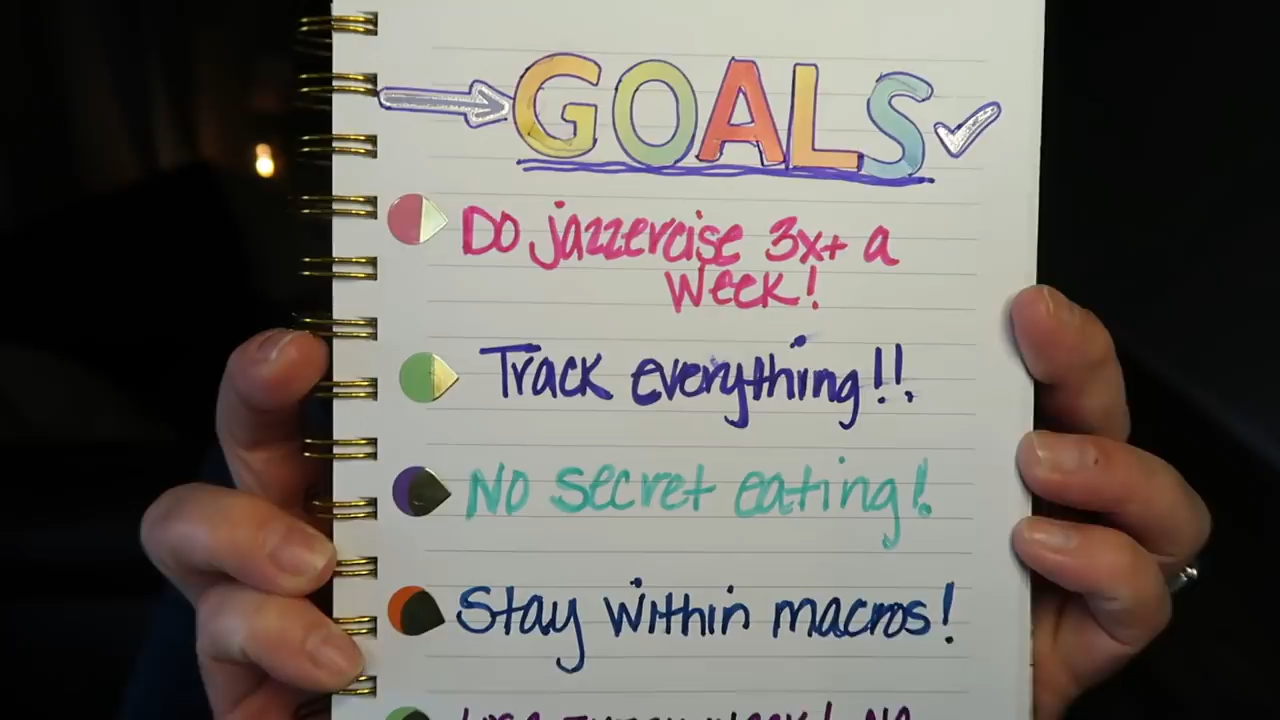 GOALS
Do jazzercise 3x+ a
week!
Track everything!!
No secret eating!
Stay within macros!